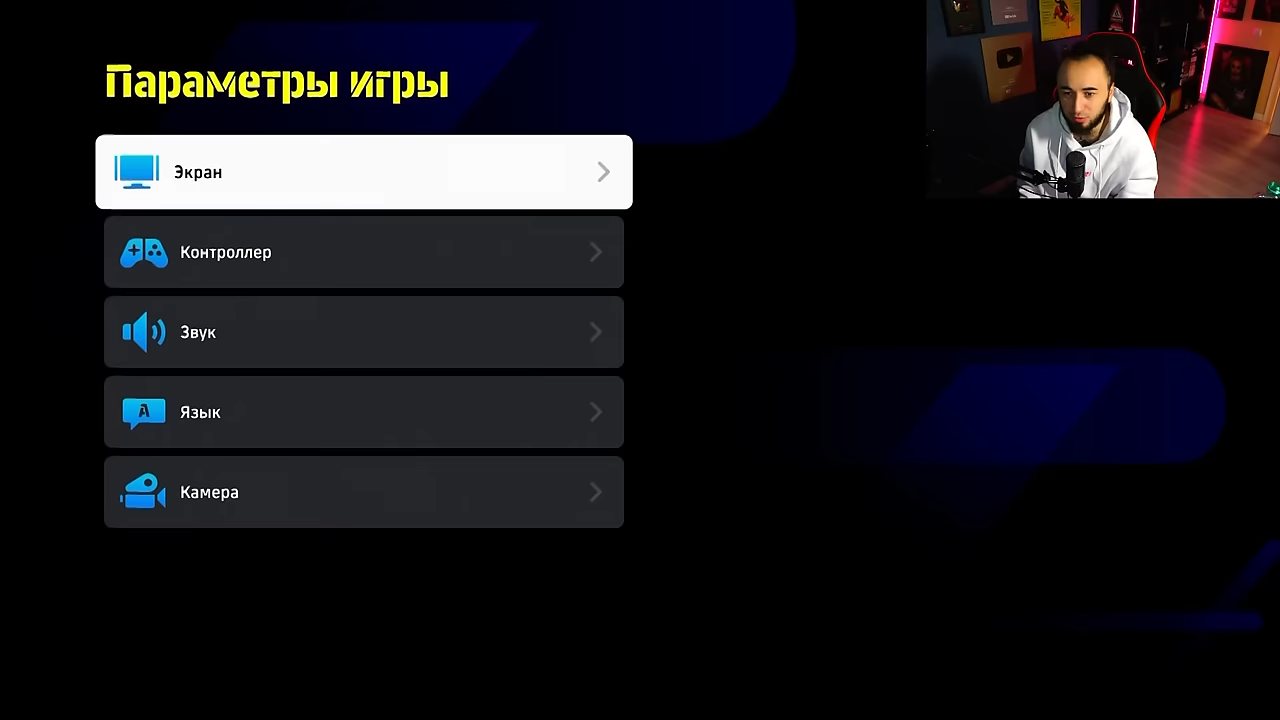 Параметры игры
Экран
Контроллер
Звук
Язык
Камера